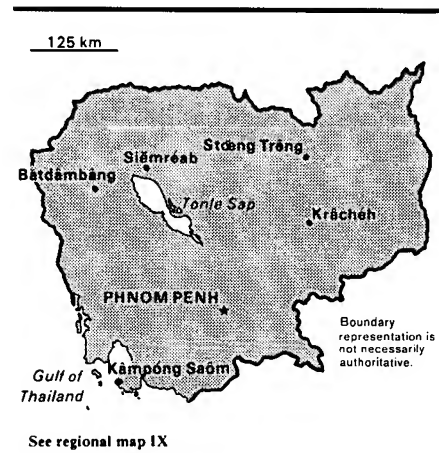 125 km
Stœng Trêng
Siĕmréab
Bătdâmbâng
Tonle Sap
Krâchéh
PHNOM PENH
Boundary
representation is
not necessarily
authoritative.
Kâmpóng Saôm
Gulf of
Thailand
See regional map IX